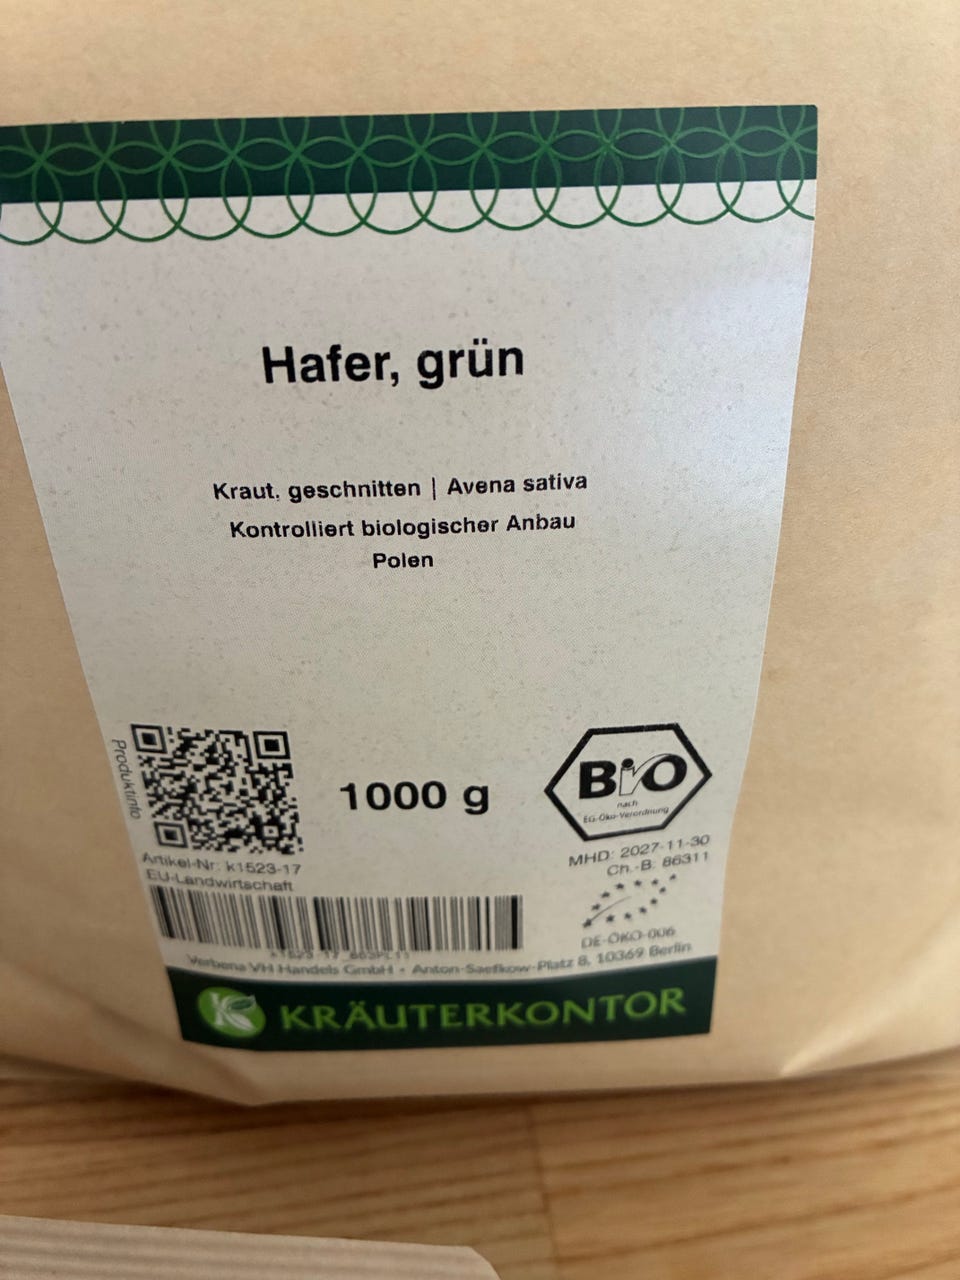 Hafer, grün
Kraut, geschnitten | Avena sativa
Kontrolliert biologischer Anbau
Polen
Produktinfo
1000 g
BIO
nach
EG-Öko-Verordnung
Artikel-Nr: k1523-17
EU-Landwirtschaft
MHD: 2027-11-30
Ch.-B: 86311
DE-ÖKO-006
Verbena VH Handels GmbH • Anton-Saefkow-Platz 8, 10369 Berlin
K KRÄUTERKONTOR